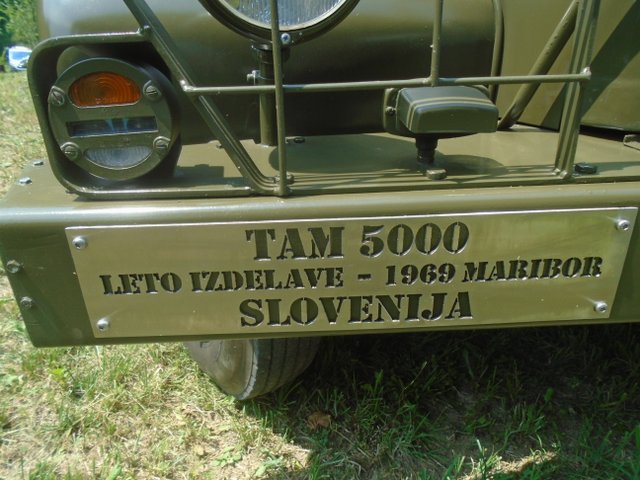 TAM 5000
LETO IZDELAVE - 1969 MARIBOR
SLOVENIJA